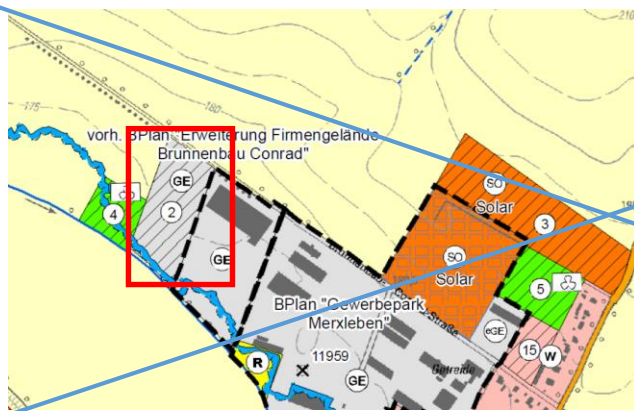 210
175
180
vorh. BPlan "Erweiterung Firmengelände
Brunnenbau Conrad"
GE
SO
Solar
3
4
2
GE
SO
Solar
5
BPlan "Gewerbepark
Merxleben"
eGE
15
W
R
11959
Getreide
GE